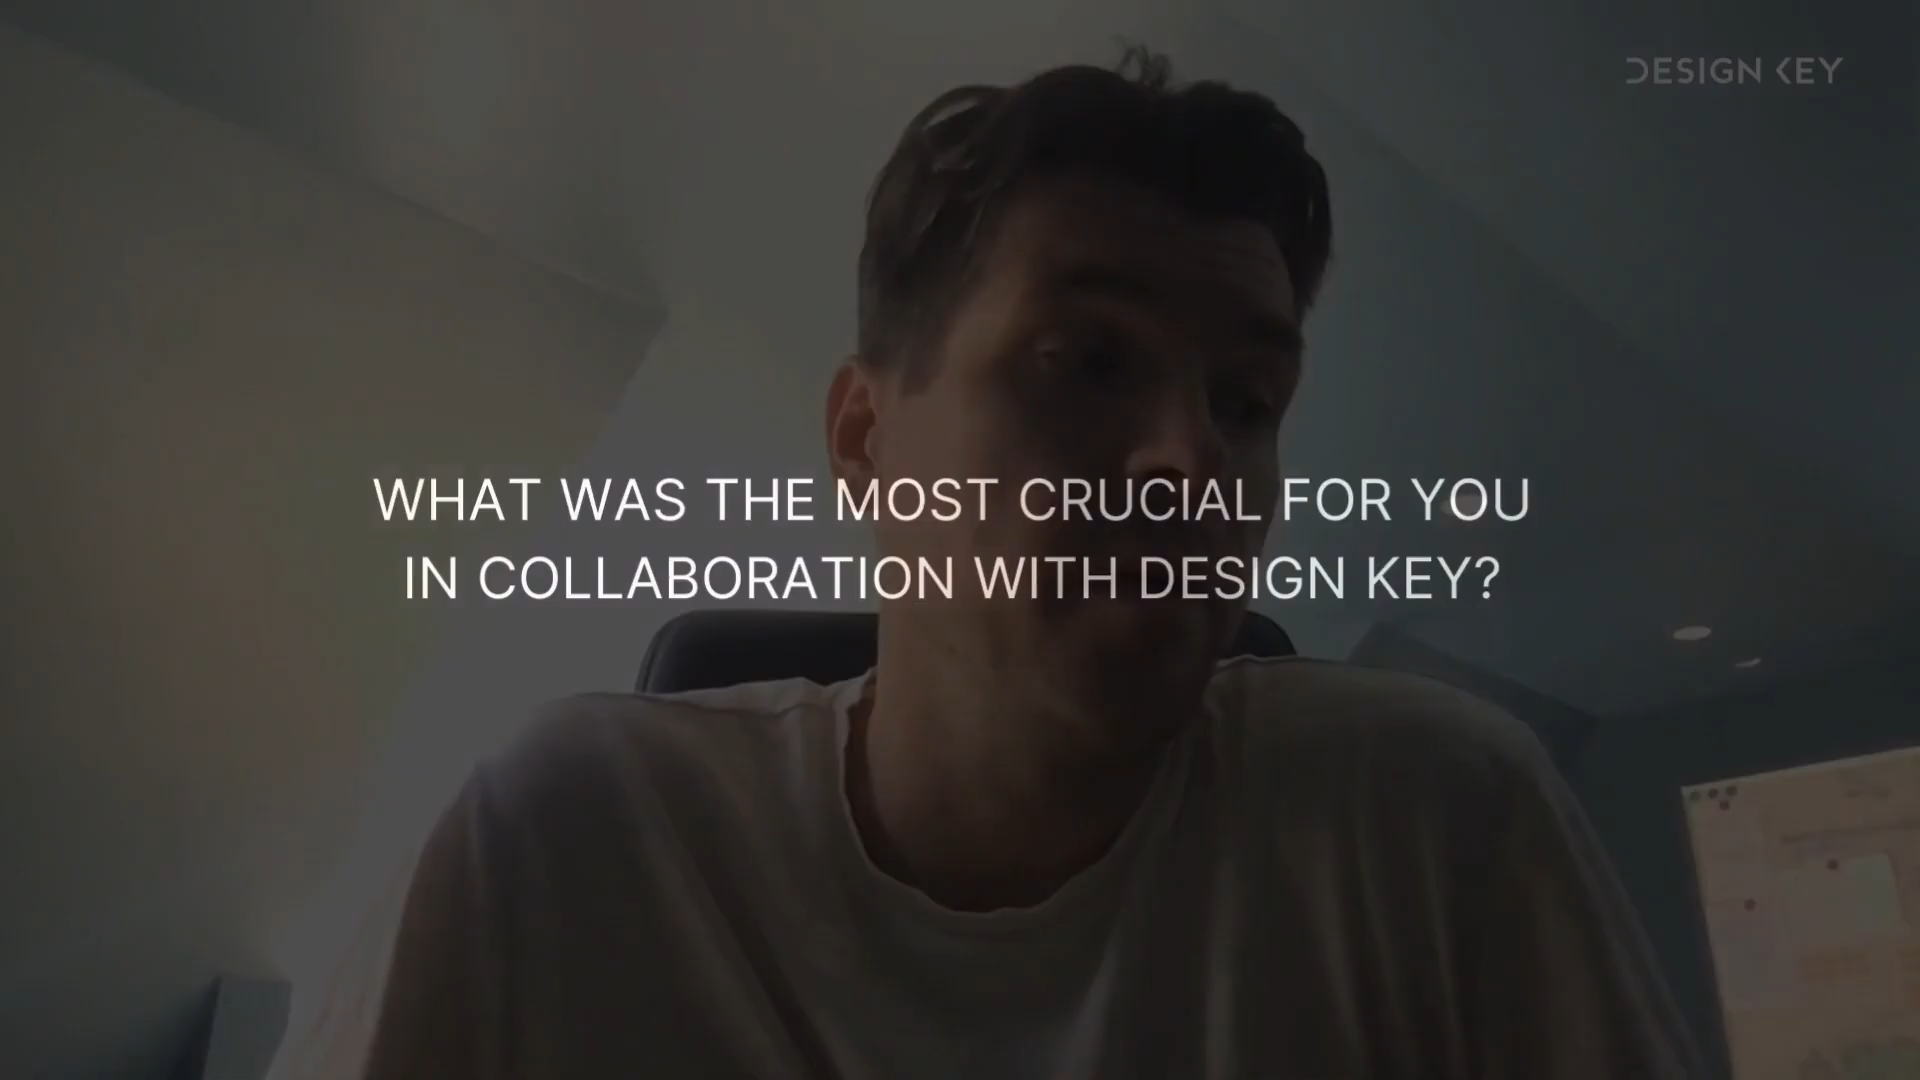 DESIGN KEY
WHAT WAS THE MOST CRUCIAL FOR YOU
IN COLLABORATION WITH DESIGN KEY?